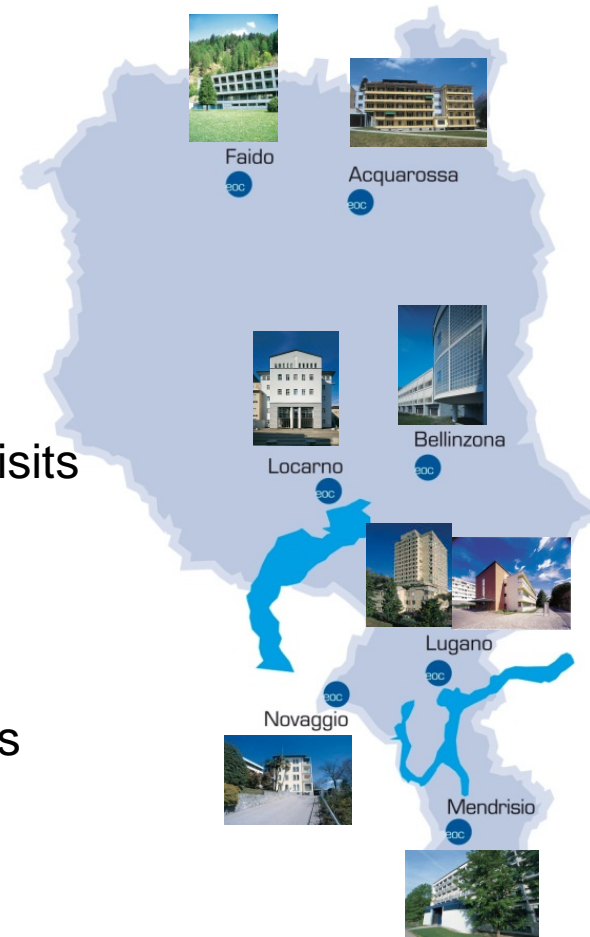 Faido
eoc
Acquarossa
eoc
Bellinzona
eoc
Locarno
eoc
isits
Lugano
eoc
eoc
Novaggio
s
Mendrisio
eoc